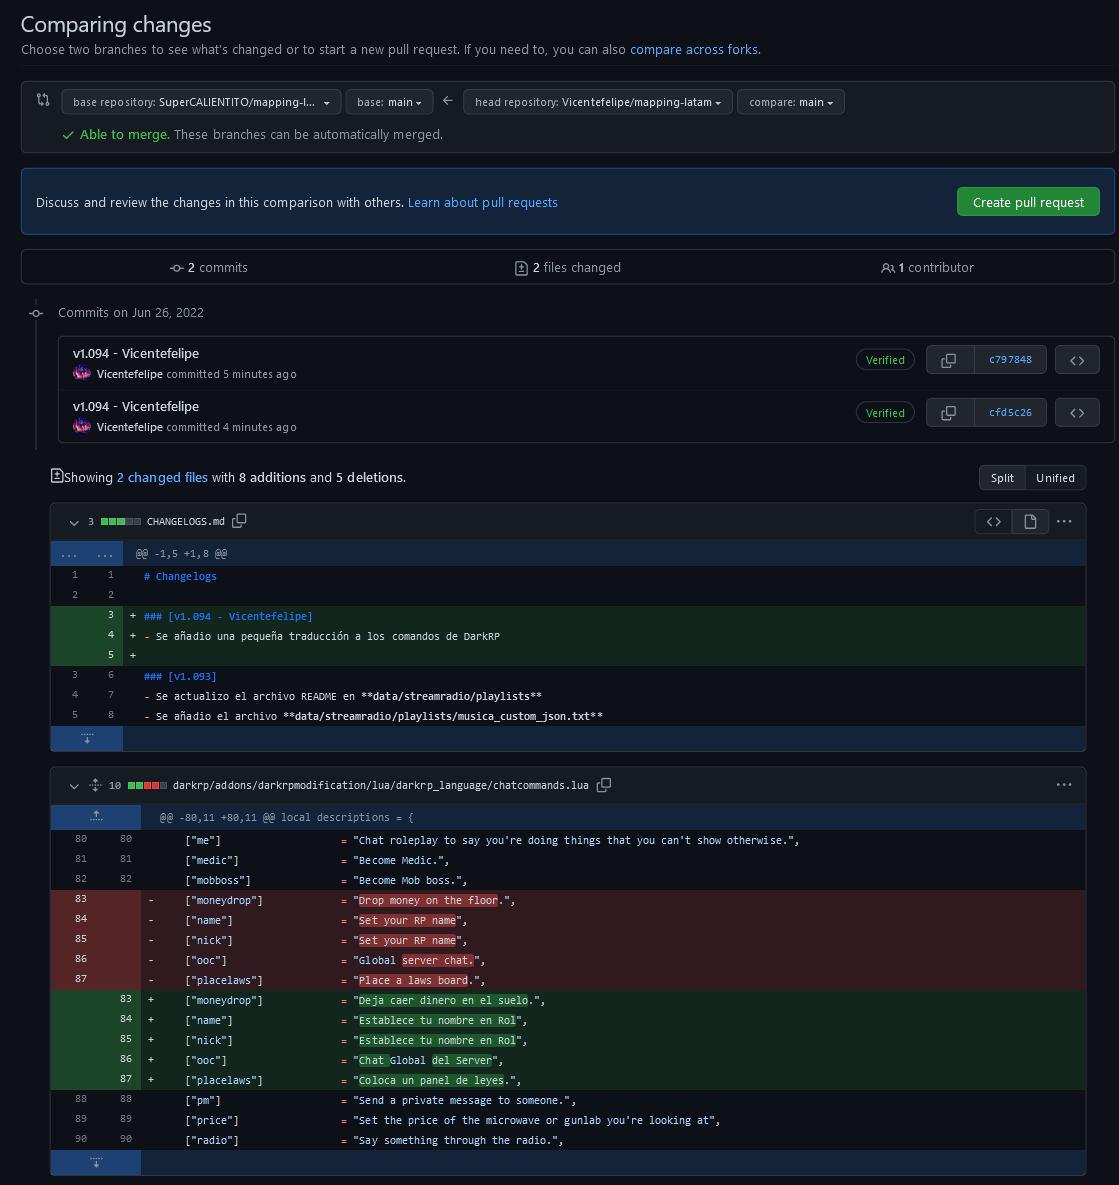 Comparing changes
Choose two branches to see what's changed or to start a new pull request. If you need to, you can also compare across forks.
base repository: SuperCALIENTITO/mapping-l... base: main head repository: Vicentefelipe/mapping-latam compare: main
Able to merge. These branches can be automatically merged.
Discuss and review the changes in this comparison with others. Learn about pull requests Create pull request
2 commits 2 files changed 1 contributor
Commits on Jun 26, 2022
v1.094 - Vicentefelipe
Vicentefelipe committed 5 minutes ago Verified c797848
v1.094 - Vicentefelipe
Vicentefelipe committed 4 minutes ago Verified cfd5c26
Showing 2 changed files with 8 additions and 5 deletions. Split Unified
3 CHANGELOGS.md
... ... @@ -1,5 +1,8 @@
1 1 # Changelogs
2 2
3 + ### [v1.094 - Vicentefelipe]
4 + - Se añadio una pequeña traducción a los comandos de DarkRP
5 +
3 6 ### [v1.093]
4 7 - Se actualizo el archivo README en **data/streamradio/playlists**
5 8 - Se añadio el archivo **data/streamradio/playlists/musica_custom_json.txt**
10 darkrp/addons/darkrpmodification/lua/darkrp_language/chatcommands.lua
@@ -80,11 +80,11 @@ local descriptions = {
80 80 ["me"] = "Chat roleplay to say you're doing things that you can't show otherwise.",
81 81 ["medic"] = "Become Medic.",
82 82 ["mobboss"] = "Become Mob boss.",
83 - ["moneydrop"] = "Drop money on the floor.",
84 - ["name"] = "Set your RP name",
85 - ["nick"] = "Set your RP name",
86 - ["ooc"] = "Global server chat.",
87 - ["placelaws"] = "Place a laws board.",
83 + ["moneydrop"] = "Deja caer dinero en el suelo.",
84 + ["name"] = "Establece tu nombre en Rol",
85 + ["nick"] = "Establece tu nombre en Rol",
86 + ["ooc"] = "Chat Global del Server",
87 + ["placelaws"] = "Coloca un panel de leyes.",
88 88 ["pm"] = "Send a private message to someone.",
89 89 ["price"] = "Set the price of the microwave or gunlab you're looking at",
90 90 ["radio"] = "Say something through the radio.",